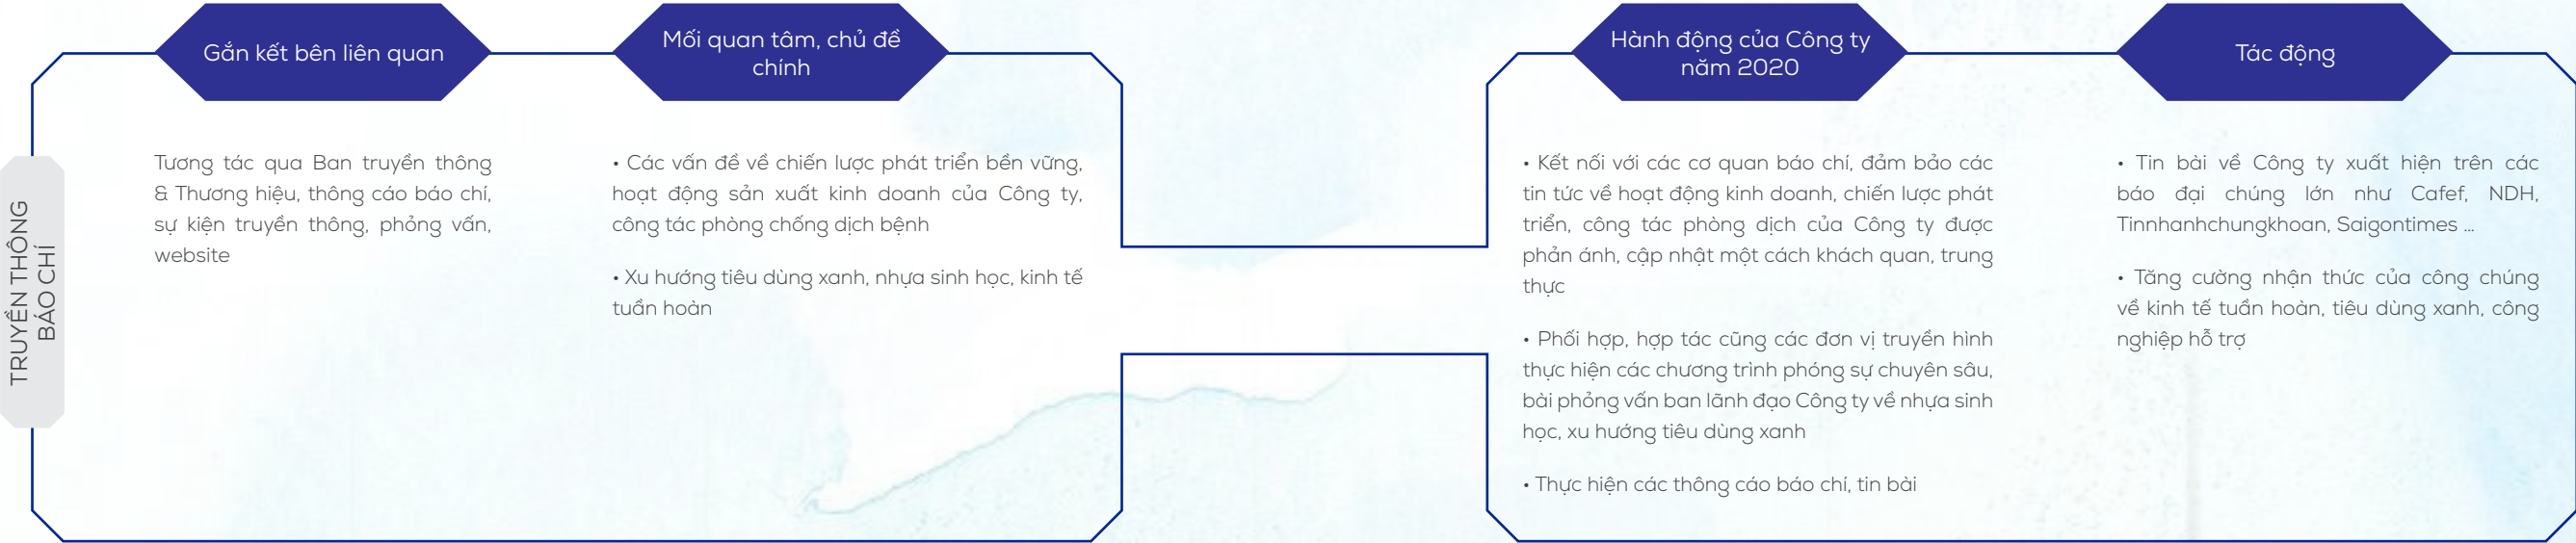 TRUYỀN THÔNG
BÁO CHÍ
Gắn kết bên liên quan
Tương tác qua Ban truyền thông
& Thương hiệu, thông cáo báo chí,
sự kiện truyền thông, phỏng vấn,
website
Mối quan tâm, chủ đề
chính
• Các vấn đề về chiến lược phát triển bền vững,
hoạt động sản xuất kinh doanh của Công ty,
công tác phòng chống dịch bệnh
• Xu hướng tiêu dùng xanh, nhựa sinh học, kinh tế
tuần hoàn
Hành động của Công ty
năm 2020
• Kết nối với các cơ quan báo chí, đảm bảo các
tin tức về hoạt động kinh doanh, chiến lược phát
triển, công tác phòng dịch của Công ty được
phản ánh, cập nhật một cách khách quan, trung
thực
• Phối hợp, hợp tác cũng các đơn vị truyền hình
thực hiện các chương trình phóng sự chuyên sâu,
bài phỏng vấn ban lãnh đạo Công ty về nhựa sinh
học, xu hướng tiêu dùng xanh
• Thực hiện các thông cáo báo chí, tin bài
Tác động
• Tin bài về Công ty xuất hiện trên các
báo đại chúng lớn như Cafef, NDH,
Tinnhanhchungkhoan, Saigontimes ...
• Tăng cường nhận thức của công chúng
về kinh tế tuần hoàn, tiêu dùng xanh, công
nghiệp hỗ trợ